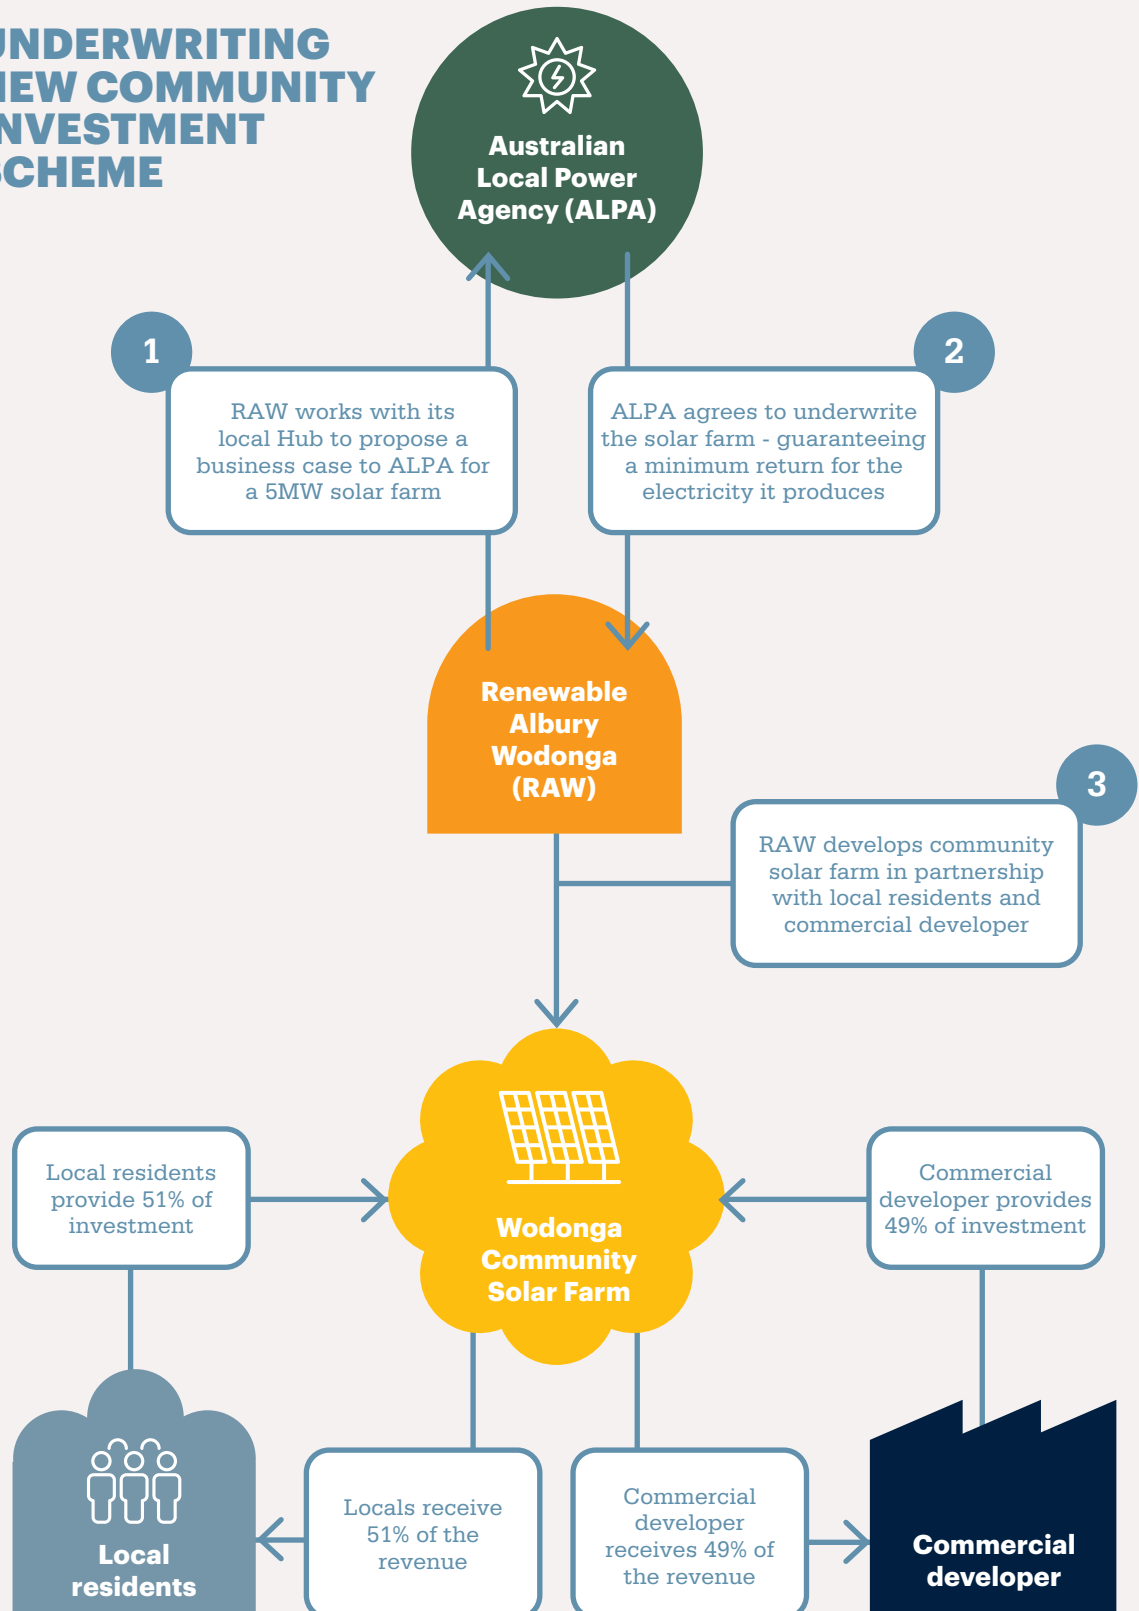 UNDERWRITING
NEW COMMUNITY
INVESTMENT
SCHEME
Australian
Local Power
Agency (ALPA)
1
RAW works with its
local Hub to propose a
business case to ALPA for
a 5MW solar farm
2
ALPA agrees to underwrite
the solar farm - guaranteeing
a minimum return for the
electricity it produces
Renewable
Albury
Wodonga
(RAW)
3
RAW develops community
solar farm in partnership
with local residents and
commercial developer
Local residents
provide 51% of
investment
Wodonga
Community
Solar Farm
Commercial
developer provides
49% of investment
Local
residents
Locals receive
51% of the
revenue
Commercial
developer
receives 49% of
the revenue
Commercial
developer